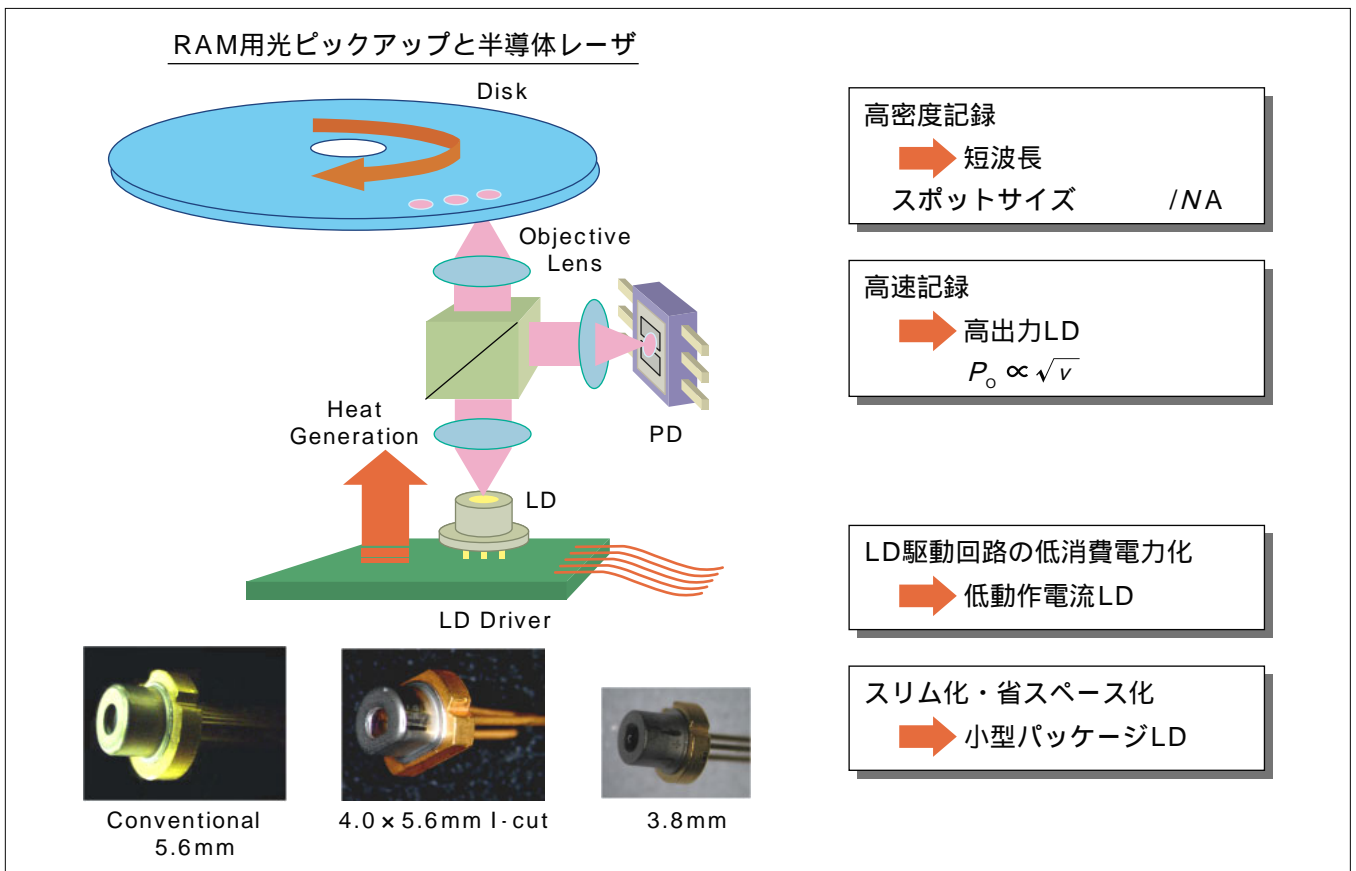 RAM用光ピックアップと半導体レーザ
Disk
Objective
Lens
PD
Heat
Generation
LD
LD Driver
Conventional
5.6mm
4.0×5.6mm I-cut
3.8mm
高密度記録
短波長
スポットサイズ /NA
高速記録
高出力LD
Po ∝ √v
LD駆動回路の低消費電力化
低動作電流LD
スリム化・省スペース化
小型パッケージLD